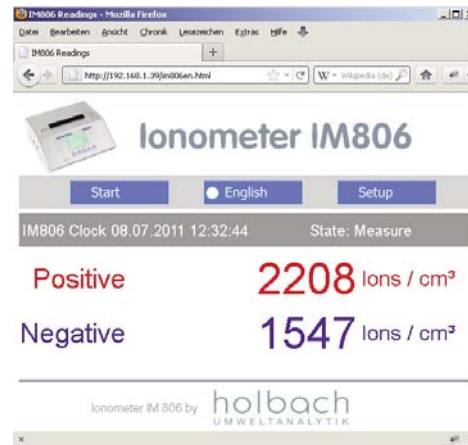 IM806 Readings - Mozilla Firefox
Datei Bearbeiten Ansicht Chronik Lesezeichen Extras Hilfe
IM806 Readings +
http://192.168.1.39/im806en.html W Wikipedia (de)
Ionometer IM806
Start English Setup
IM806 Clock 08.07.2011 12:32:44 State: Measure
Positive 2208 Ions / cm³
Negative 1547 Ions / cm³
Ionometer IM 806 by holbach
UMWELTANALYTIK